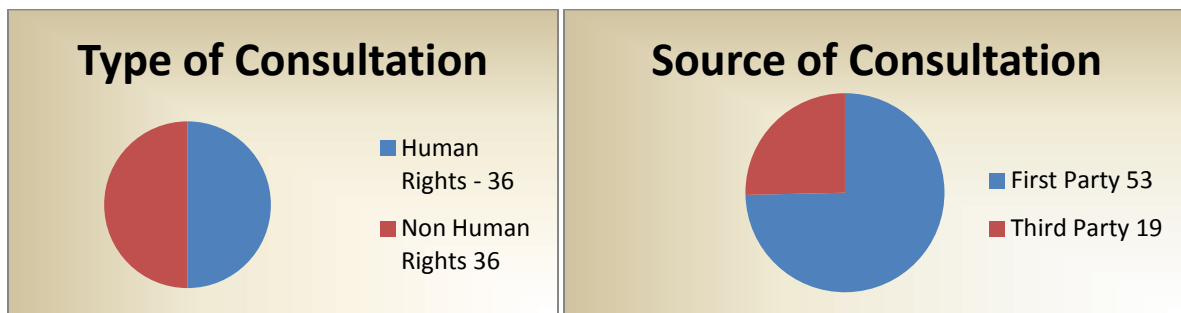 Type of Consultation
Human
Rights - 36
Non Human
Rights 36
Source of Consultation
First Party 53
Third Party 19